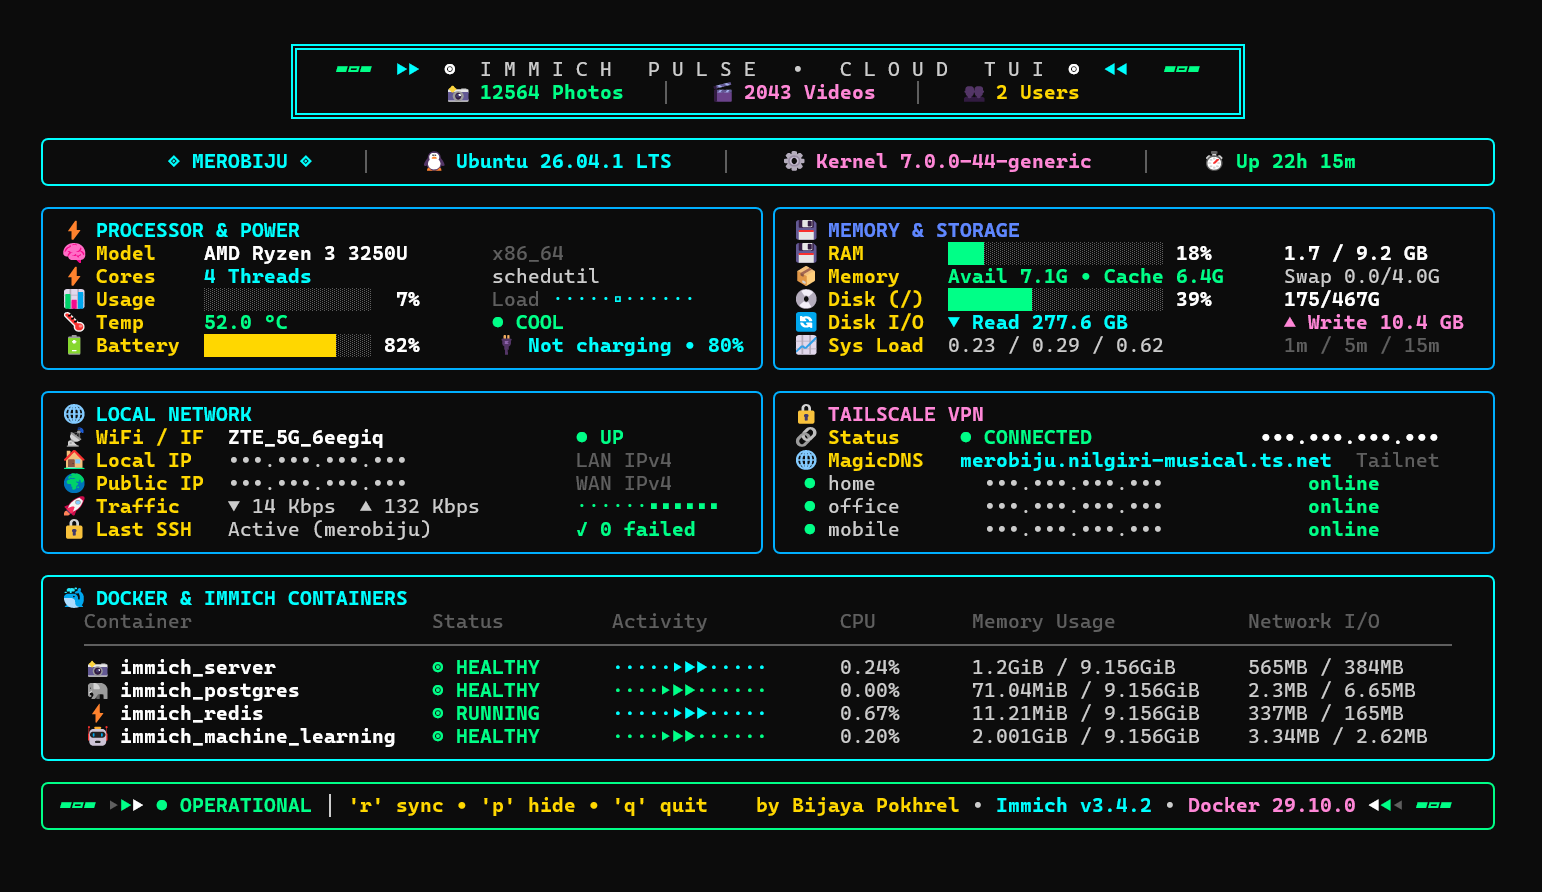 I M M I C H P U L S E • C L O U D T U I
12564 Photos │ 2043 Videos │ 2 Users
MEROBIJU │ Ubuntu 26.04.1 LTS │ Kernel 7.0.0-44-generic │ Up 22h 15m
PROCESSOR & POWER
Model AMD Ryzen 3 3250U x86_64
Cores 4 Threads schedutil
Usage 7% Load
Temp 52.0 °C ● COOL
Battery 82% Not charging • 80%
MEMORY & STORAGE
RAM 18% 1.7 / 9.2 GB
Memory Avail 7.1G • Cache 6.4G Swap 0.0/4.0G
Disk (/) 39% 175/467G
Disk I/O ▼ Read 277.6 GB ▲ Write 10.4 GB
Sys Load 0.23 / 0.29 / 0.62 1m / 5m / 15m
LOCAL NETWORK
WiFi / IF ZTE_5G_6eegiq ● UP
Local IP •••.•••.•••.••• LAN IPv4
Public IP •••.•••.•••.••• WAN IPv4
Traffic ▼ 14 Kbps ▲ 132 Kbps
Last SSH Active (merobiju) √ 0 failed
TAILSCALE VPN
Status ● CONNECTED •••.•••.•••.•••
MagicDNS merobiju.nilgiri-musical.ts.net Tailnet
● home •••.•••.•••.••• online
● office •••.•••.•••.••• online
● mobile •••.•••.•••.••• online
DOCKER & IMMICH CONTAINERS
Container Status Activity CPU Memory Usage Network I/O
immich_server HEALTHY 0.24% 1.2GiB / 9.156GiB 565MB / 384MB
immich_postgres HEALTHY 0.00% 71.04MiB / 9.156GiB 2.3MB / 6.65MB
immich_redis RUNNING 0.67% 11.21MiB / 9.156GiB 337MB / 165MB
immich_machine_learning HEALTHY 0.20% 2.001GiB / 9.156GiB 3.34MB / 2.62MB
● OPERATIONAL │ 'r' sync • 'p' hide • 'q' quit by Bijaya Pokhrel • Immich v3.4.2 • Docker 29.10.0